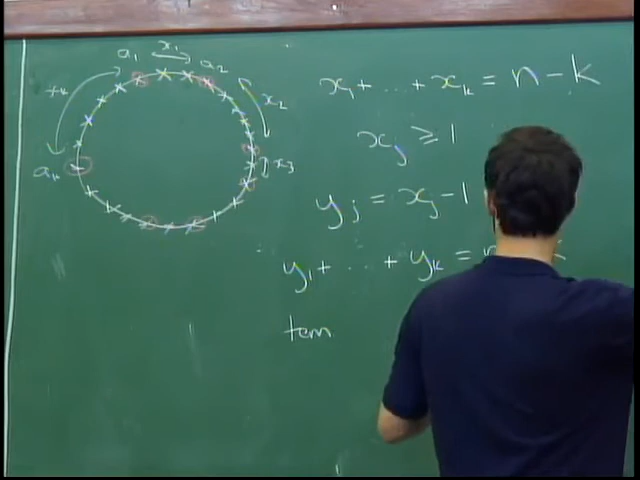 a₁ x₁ a₂
x₂
x₃
aₖ xₖ
x₁ + ... + xₖ = n - k
xⱼ ≥ 1
yⱼ = xⱼ - 1
y₁ + ... + yₖ =
tem